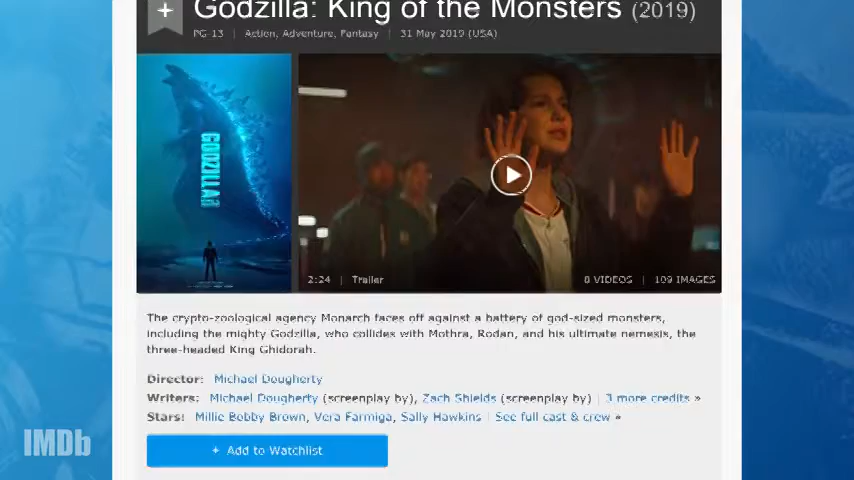 Godzilla: King of the Monsters (2019)
PG-13 | Action, Adventure, Fantasy | 31 May 2019 (USA)
GODZILLA II
2:24 | Trailer
8 VIDEOS | 109 IMAGES
The crypto-zoological agency Monarch faces off against a battery of god-sized monsters,
including the mighty Godzilla, who collides with Mothra, Rodan, and his ultimate nemesis, the
three-headed King Ghidorah.
Director: Michael Dougherty
Writers: Michael Dougherty (screenplay by), Zach Shields (screenplay by) | 3 more credits »
Stars: Millie Bobby Brown, Vera Farmiga, Sally Hawkins | See full cast & crew »
+ Add to Watchlist
IMDb